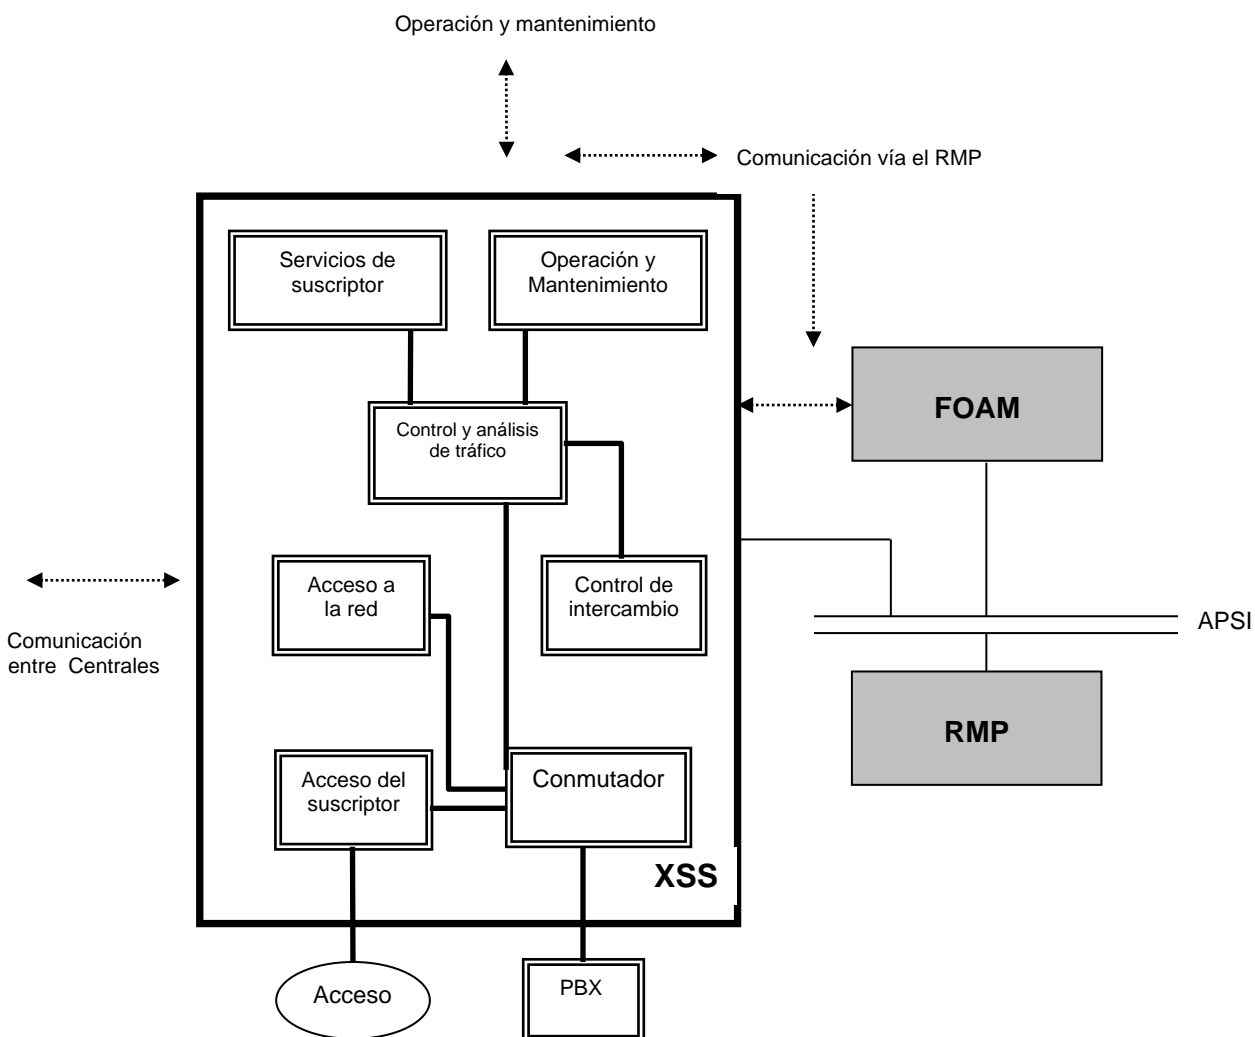 Operación y mantenimiento
Comunicación vía el RMP
Servicios de
suscriptor
Operación y
Mantenimiento
FOAM
Control y análisis
de tráfico
Acceso a
la red
Control de
intercambio
APSI
Comunicación
entre Centrales
RMP
Acceso del
suscriptor
Conmutador
XSS
Acceso
PBX